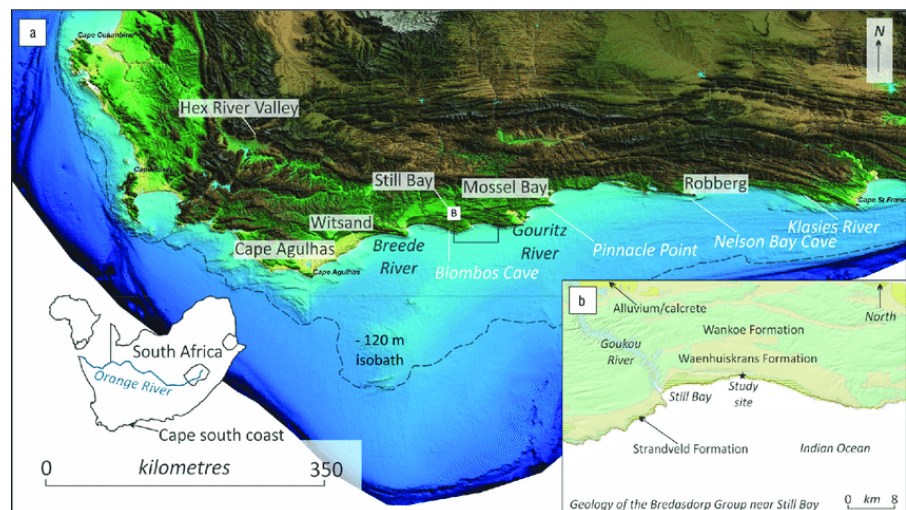 a
Cape Columbine
N
Hex River Valley
Still Bay
B
Mossel Bay
Robberg
Cape St Franc
Witsand
Cape Agulhas
Cape Agulhas
Breede
River
Gouritz
River
Klasies River
Nelson Bay Cave
Pinnacle Point
Blombos Cave
- 120 m
isobath
South Africa
Orange River
Cape south coast
0 kilometres 350
b
Alluvium/calcrete
North
Goukou
River
Wankoe Formation
Waenhuiskrans Formation
Still Bay
Study
site
Strandveld Formation
Indian Ocean
Geology of the Bredasdorp Group near Still Bay
0 km 8